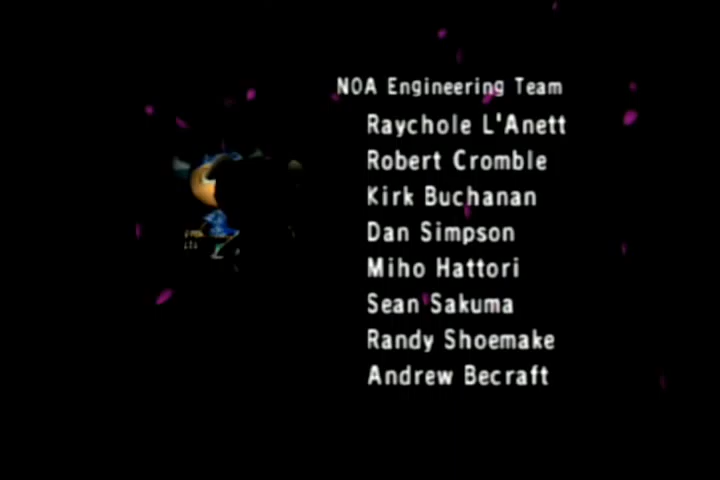 NOA Engineering Team
Raychole L'Anett
Robert Cromble
Kirk Buchanan
Dan Simpson
Miho Hattori
Sean Sakuma
Randy Shoemake
Andrew Becraft